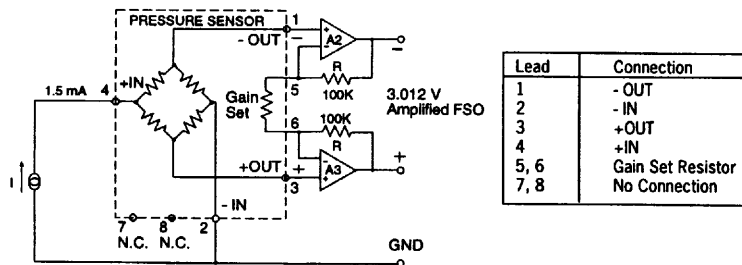 PRESSURE SENSOR
1
- OUT
−
+
−
A2
−
1.5 mA
4
+IN
5
R
100K
Gain
Set
3.012 V
Amplified FSO
6
100K
R
+OUT
+
3
−
+
A3
+
I
- IN
7
8
2
N.C.
N.C.
GND
Lead Connection
1 - OUT
2 - IN
3 +OUT
4 +IN
5, 6 Gain Set Resistor
7, 8 No Connection